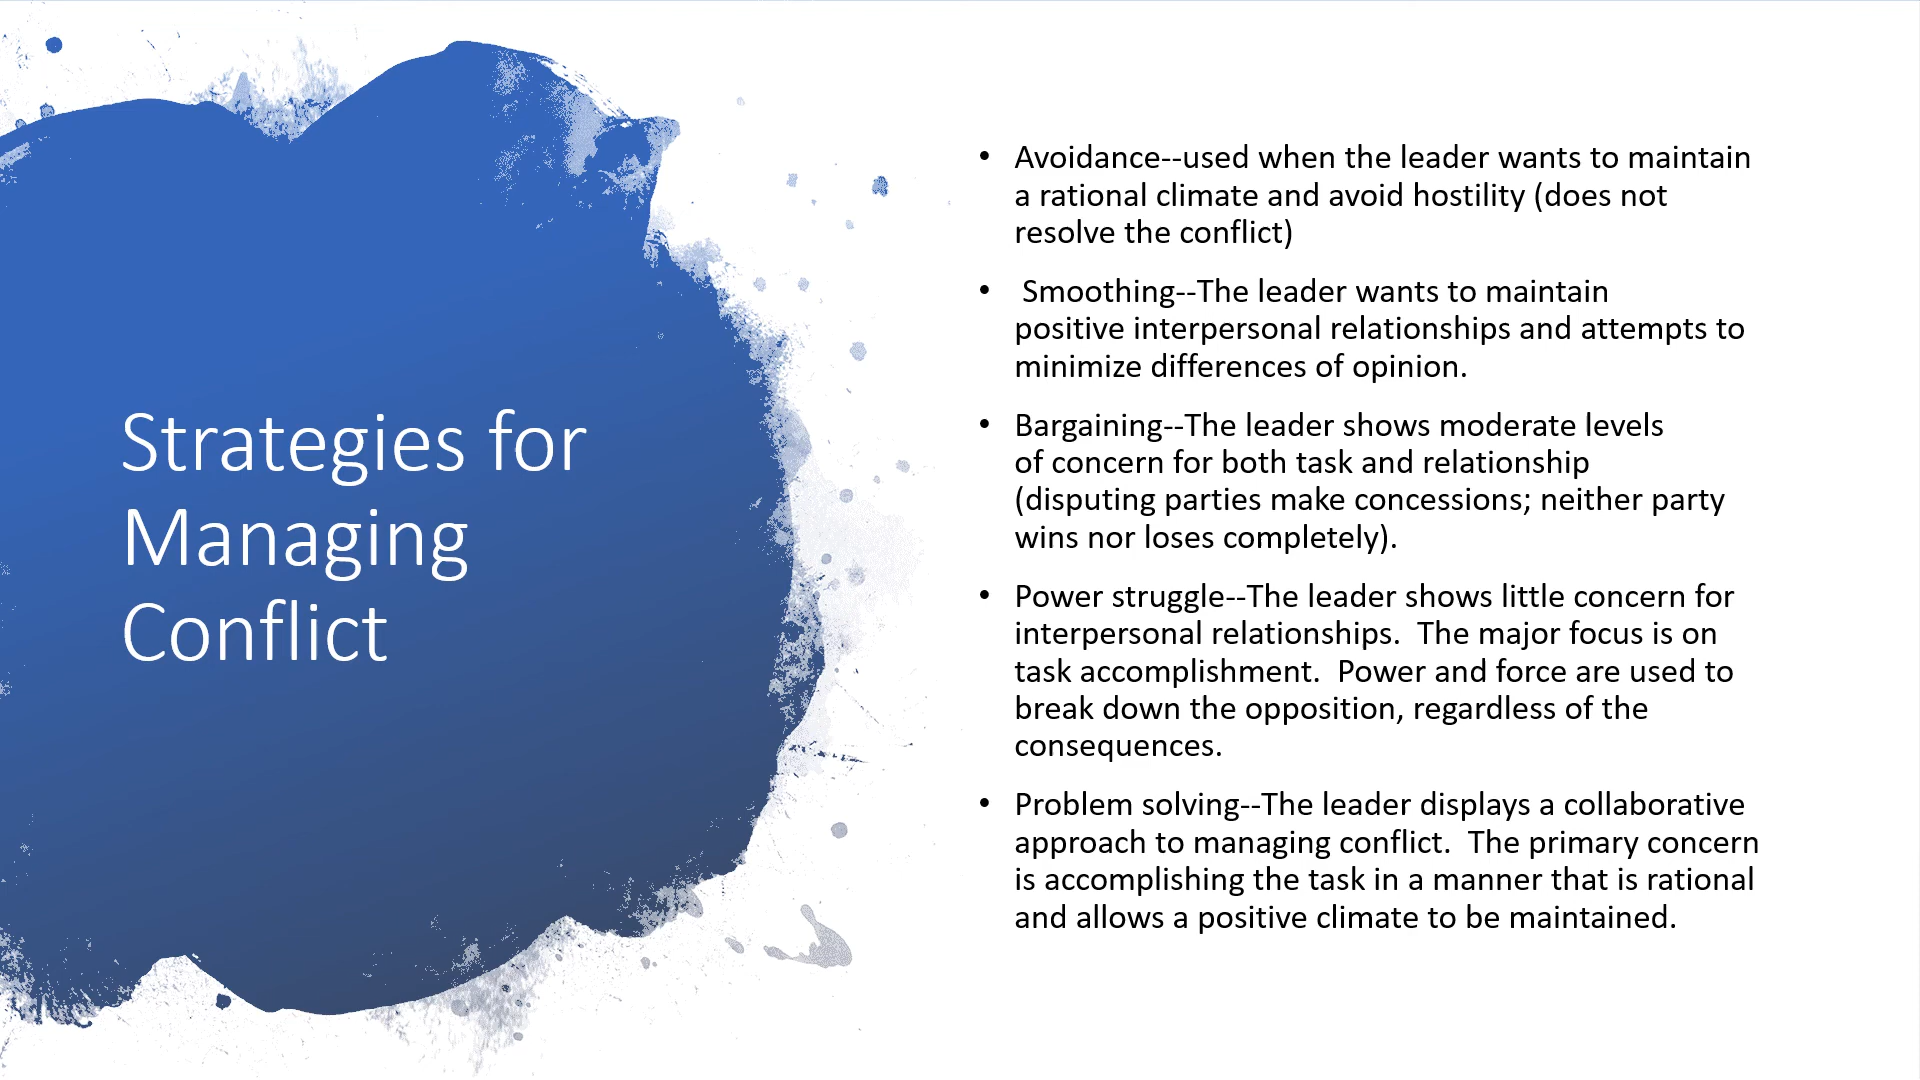 Strategies for
Managing
Conflict
• Avoidance--used when the leader wants to maintain
a rational climate and avoid hostility (does not
resolve the conflict)
• Smoothing--The leader wants to maintain
positive interpersonal relationships and attempts to
minimize differences of opinion.
• Bargaining--The leader shows moderate levels
of concern for both task and relationship
(disputing parties make concessions; neither party
wins nor loses completely).
• Power struggle--The leader shows little concern for
interpersonal relationships.  The major focus is on
task accomplishment.  Power and force are used to
break down the opposition, regardless of the
consequences.
• Problem solving--The leader displays a collaborative
approach to managing conflict.  The primary concern
is accomplishing the task in a manner that is rational
and allows a positive climate to be maintained.